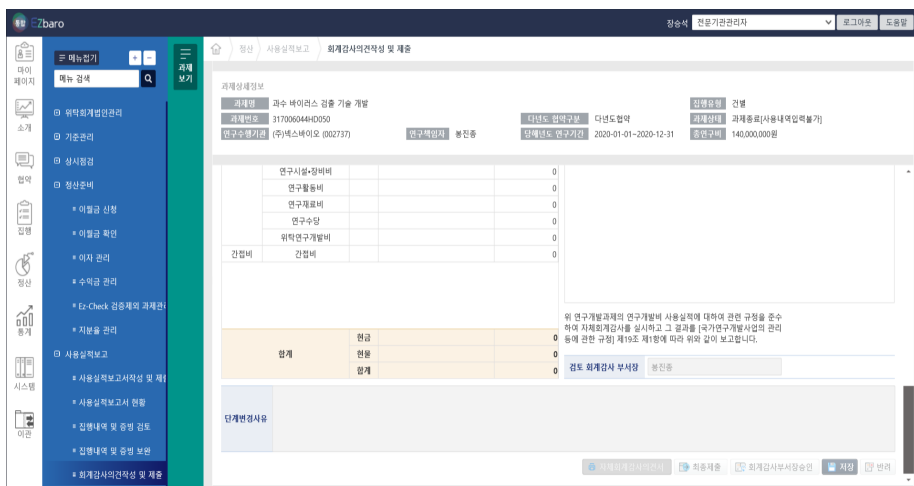 통합 EZbaro
장승석 전문기관관리자 로그아웃 도움말
마이
페이지
소개
협약
집행
정산
통계
시스템
이관
메뉴접기 + -
메뉴 검색
위탁회계법인관리
기준관리
상시점검
정산준비
이월금 신청
이월금 확인
이자 관리
수익금 관리
Ez-Check 검증제외 과제관
지분율 관리
사용실적보고
사용실적보고서작성 및 제출
사용실적보고서 현황
집행내역 및 증빙 검토
집행내역 및 증빙 보완
회계감사의견작성 및 제출
과제
보기
정산 사용실적보고 회계감사의견작성 및 제출
과제상세정보
과제명 과수 바이러스 검출 기술 개발 집행유형 건별
과제번호 317006044HD050 다년도 협약구분 다년도협약 과제상태 과제종료[사용내역입력불가]
연구수행기관 (주)넥스바이오 (002737) 연구책임자 봉진종 당해년도 연구기간 2020-01-01~2020-12-31 총연구비 140,000,000원
연구시설•장비비 0
연구활동비 0
연구재료비 0
연구수당 0
위탁연구개발비 0
간접비 간접비 0
합계 현금 0
현물 0
합계 0
위 연구개발과제의 연구개발비 사용실적에 대하여 관련 규정을 준수
하여 자체회계감사를 실시하고 그 결과를 [국가연구개발사업의 관리
등에 관한 규정] 제19조 제1항에 따라 위와 같이 보고합니다.
검토 회계감사 부서장 봉진종
단계변경사유
자체회계감사의견서 최종제출 회계감사부서장승인 저장 반려